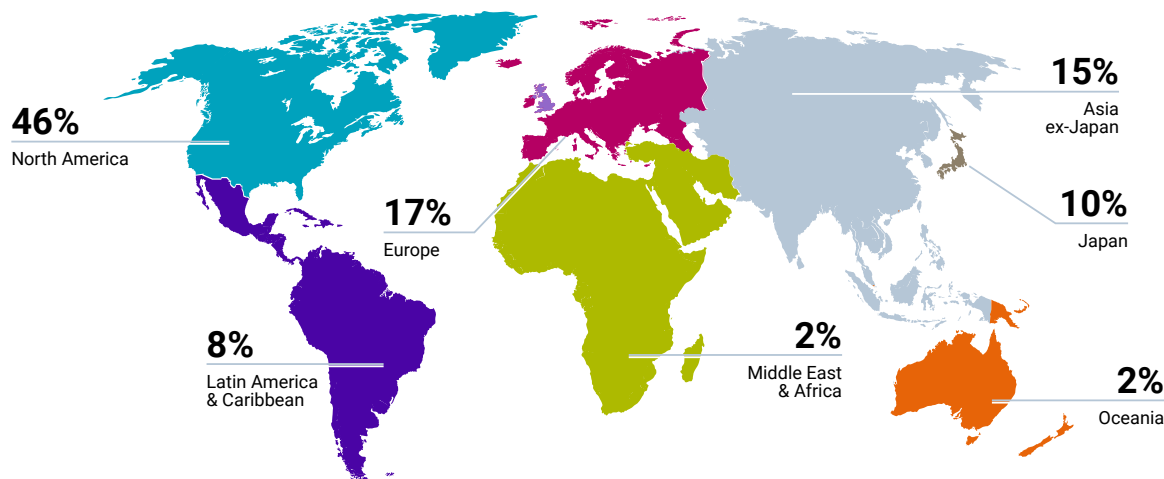 46%
North America
17%
Europe
15%
Asia
ex-Japan
10%
Japan
8%
Latin America
& Caribbean
2%
Middle East
& Africa
2%
Oceania